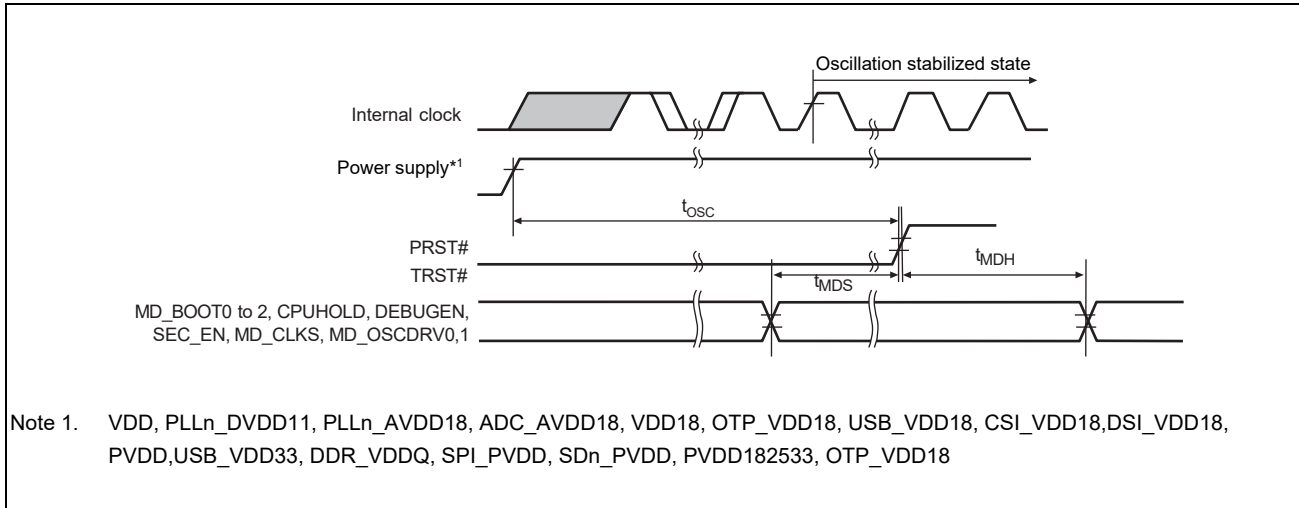 Oscillation stabilized state
Internal clock
Power supply*1
tOSC
PRST#
TRST#
tMDS
tMDH
MD_BOOT0 to 2, CPUHOLD, DEBUGEN,
SEC_EN, MD_CLKS, MD_OSCDRV0,1
Note 1. VDD, PLLn_DVDD11, PLLn_AVDD18, ADC_AVDD18, VDD18, OTP_VDD18, USB_VDD18, CSI_VDD18,DSI_VDD18,
PVDD,USB_VDD33, DDR_VDDQ, SPI_PVDD, SDn_PVDD, PVDD182533, OTP_VDD18